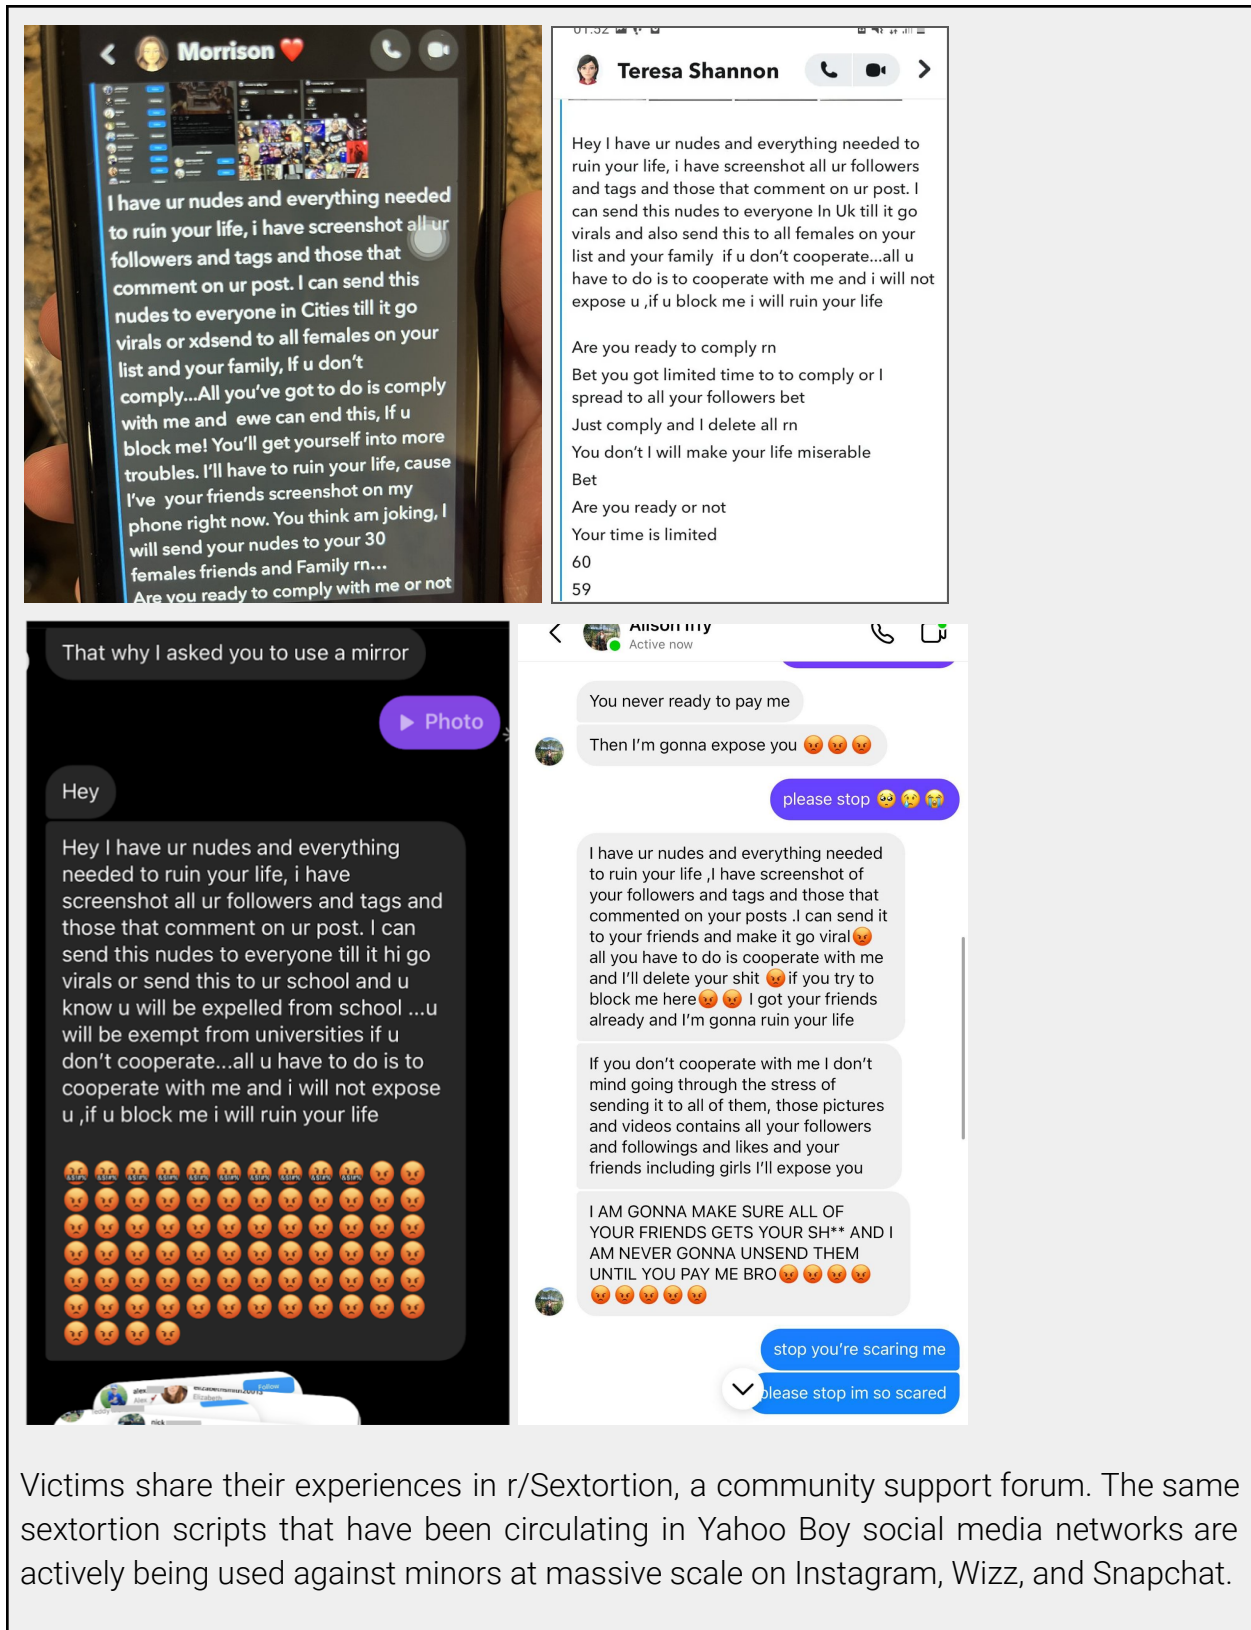 Morrison ❤️
I have ur nudes and everything needed
to ruin your life, i have screenshot all ur
followers and tags and those that
comment on ur post. I can send this
nudes to everyone in Cities till it go
virals or xdsend to all females on your
list and your family, If u don't
comply...All you've got to do is comply
with me and ewe can end this, If u
block me! You'll get yourself into more
troubles. I'll have to ruin your life, cause
I've your friends screenshot on my
phone right now. You think am joking, I
will send your nudes to your 30
females friends and Family rn...
Are you ready to comply with me or not
01:52
Teresa Shannon
Hey I have ur nudes and everything needed to
ruin your life, i have screenshot all ur followers
and tags and those that comment on ur post. I
can send this nudes to everyone In Uk till it go
virals and also send this to all females on your
list and your family if u don't cooperate...all u
have to do is to cooperate with me and i will not
expose u ,if u block me i will ruin your life
Are you ready to comply rn
Bet you got limited time to to comply or I
spread to all your followers bet
Just comply and I delete all rn
You don't I will make your life miserable
Bet
Are you ready or not
Your time is limited
60
59
That why I asked you to use a mirror
Photo
Hey
Hey I have ur nudes and everything
needed to ruin your life, i have
screenshot all ur followers and tags and
those that comment on ur post. I can
send this nudes to everyone till it hi go
virals or send this to ur school and u
know u will be expelled from school ...u
will be exempt from universities if u
don't cooperate...all u have to do is to
cooperate with me and i will not expose
u ,if u block me i will ruin your life
🤬🤬🤬🤬🤬🤬🤬🤬🤬🤬😡😡
😡😡😡😡😡😡😡😡😡😡😡😡
😡😡😡😡😡😡😡😡😡😡😡😡
😡😡😡😡😡😡😡😡😡😡😡😡
😡😡😡😡😡😡😡😡😡😡😡😡
😡😡😡😡😡😡😡😡😡😡😡😡
😡😡😡😡
alex
Follow
Alex
Elizabeth
nick
Alison
Active now
You never ready to pay me
Then I'm gonna expose you 😡😡😡
please stop 🥺😢😭
I have ur nudes and everything needed
to ruin your life ,I have screenshot of
your followers and tags and those that
commented on your posts .I can send it
to your friends and make it go viral😡
all you have to do is cooperate with me
and I'll delete your shit 😡if you try to
block me here😡😡 I got your friends
already and I'm gonna ruin your life
If you don't cooperate with me I don't
mind going through the stress of
sending it to all of them, those pictures
and videos contains all your followers
and followings and likes and your
friends including girls I'll expose you
I AM GONNA MAKE SURE ALL OF
YOUR FRIENDS GETS YOUR SH** AND I
AM NEVER GONNA UNSEND THEM
UNTIL YOU PAY ME BRO😡😡😡😡
😡😡😡😡😡
stop you're scaring me
please stop im so scared
Victims share their experiences in r/Sextortion, a community support forum. The same
sextortion scripts that have been circulating in Yahoo Boy social media networks are
actively being used against minors at massive scale on Instagram, Wizz, and Snapchat.